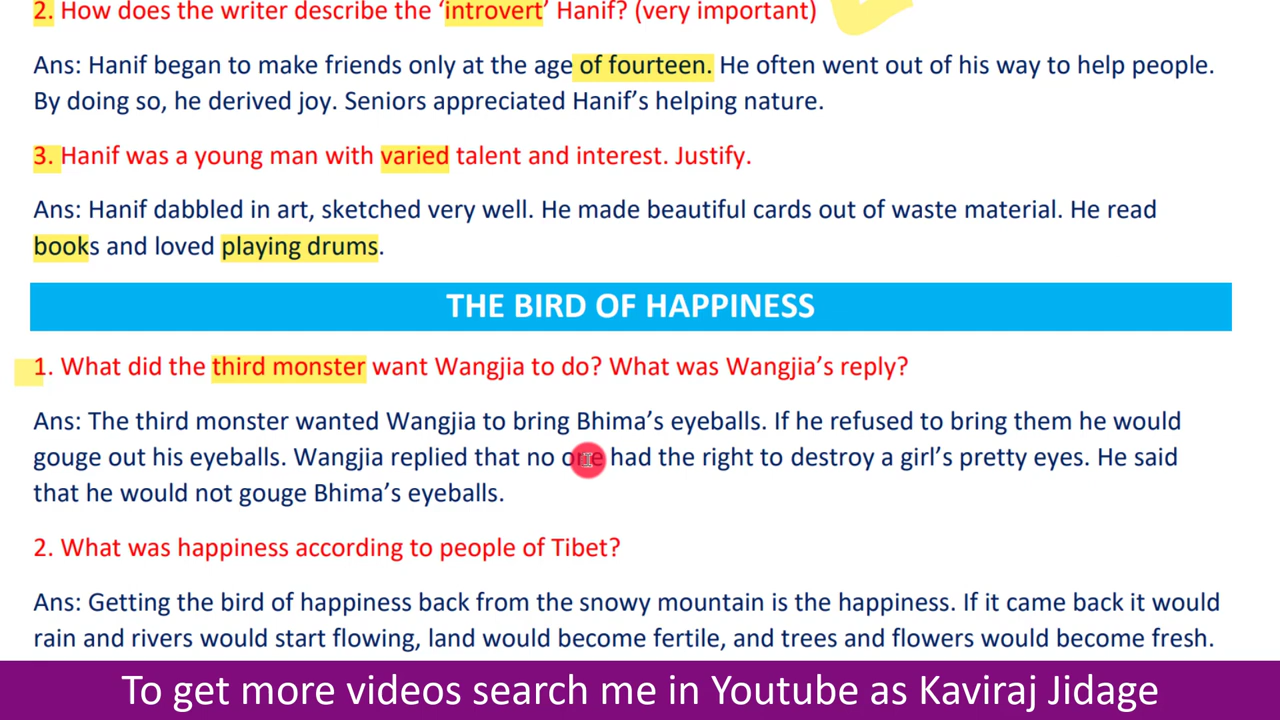 2. How does the writer describe the ‘introvert’ Hanif? (very important)
Ans: Hanif began to make friends only at the age of fourteen. He often went out of his way to help people.
By doing so, he derived joy. Seniors appreciated Hanif’s helping nature.
3. Hanif was a young man with varied talent and interest. Justify.
Ans: Hanif dabbled in art, sketched very well. He made beautiful cards out of waste material. He read
books and loved playing drums.
THE BIRD OF HAPPINESS
1. What did the third monster want Wangjia to do? What was Wangjia’s reply?
Ans: The third monster wanted Wangjia to bring Bhima’s eyeballs. If he refused to bring them he would
gouge out his eyeballs. Wangjia replied that no one had the right to destroy a girl’s pretty eyes. He said
that he would not gouge Bhima’s eyeballs.
2. What was happiness according to people of Tibet?
Ans: Getting the bird of happiness back from the snowy mountain is the happiness. If it came back it would
rain and rivers would start flowing, land would become fertile, and trees and flowers would become fresh.
To get more videos search me in Youtube as Kaviraj Jidage